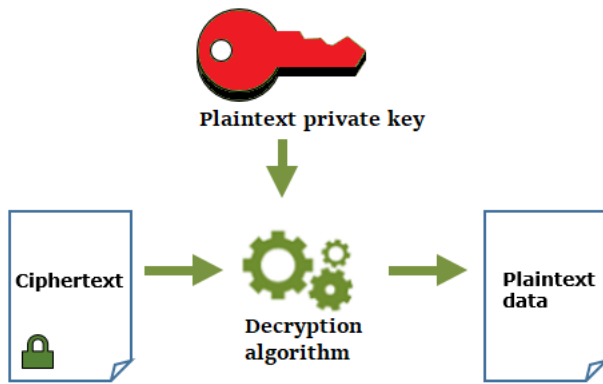 Plaintext private key
Ciphertext
Decryption
algorithm
Plaintext
data